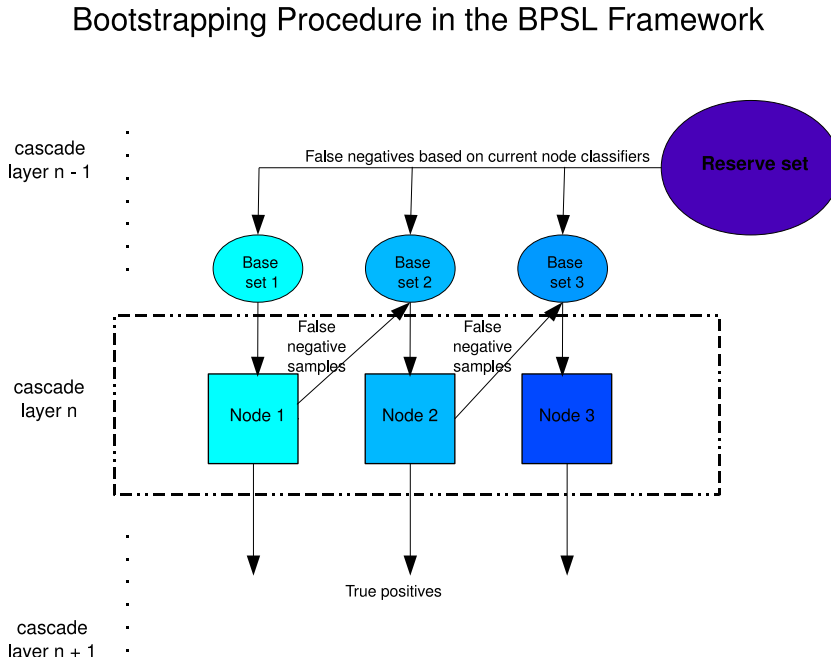 Bootstrapping Procedure in the BPSL Framework
cascade
layer n - 1
False negatives based on current node classifiers
Reserve set
Base
set 1
Base
set 2
Base
set 3
False
negative
samples
False
negative
samples
cascade
layer n
Node 1
Node 2
Node 3
True positives
cascade
layer n + 1